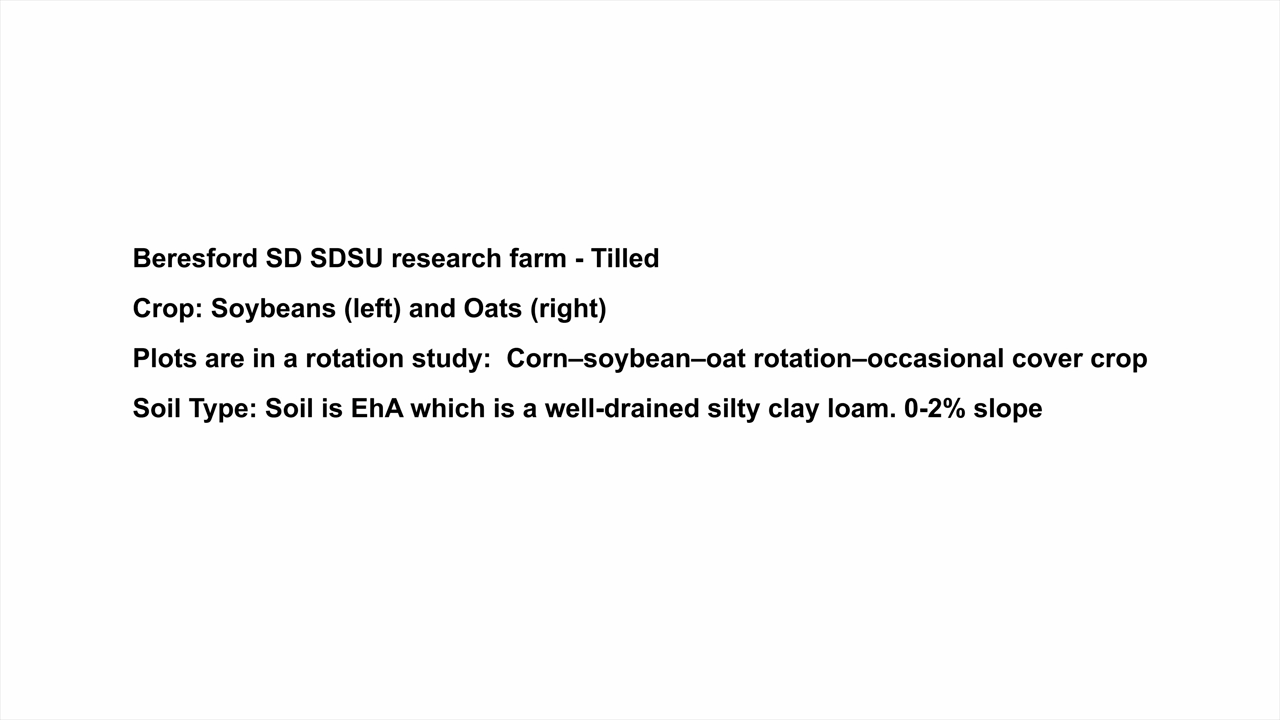 Beresford SD SDSU research farm - Tilled
Crop: Soybeans (left) and Oats (right)
Plots are in a rotation study:  Corn–soybean–oat rotation–occasional cover crop
Soil Type: Soil is EhA which is a well-drained silty clay loam. 0-2% slope